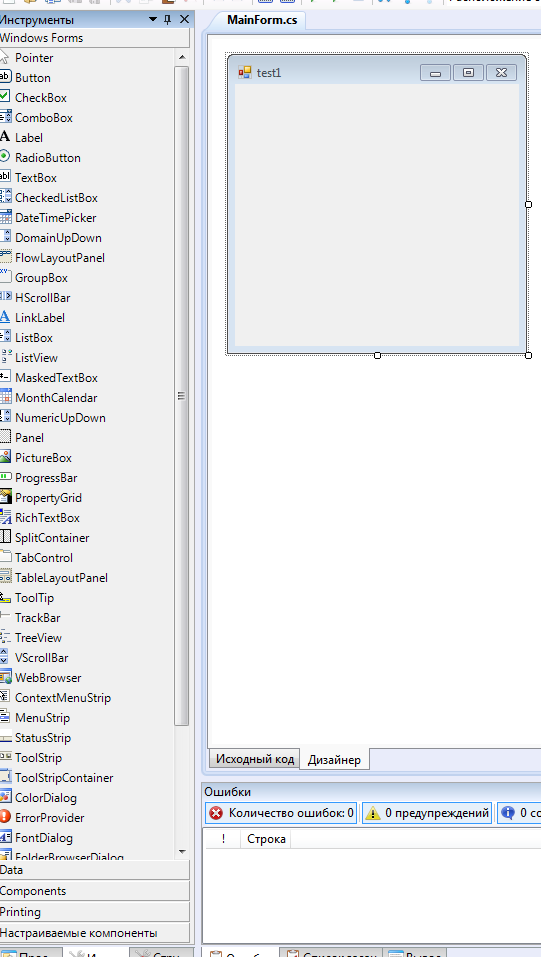 Инструменты
Windows Forms
Pointer
Button
CheckBox
ComboBox
A Label
RadioButton
abl TextBox
CheckedListBox
DateTimePicker
DomainUpDown
FlowLayoutPanel
GroupBox
HScrollBar
A LinkLabel
ListBox
ListView
MaskedTextBox
MonthCalendar
NumericUpDown
Panel
PictureBox
ProgressBar
PropertyGrid
RichTextBox
SplitContainer
TabControl
TableLayoutPanel
ToolTip
TrackBar
TreeView
VScrollBar
WebBrowser
ContextMenuStrip
MenuStrip
StatusStrip
ToolStrip
ToolStripContainer
ColorDialog
ErrorProvider
FontDialog
FolderBrowserDialog
Data
Components
Printing
Настраиваемые компоненты
MainForm.cs
test1
Исходный код
Дизайнер
Ошибки
Количество ошибок: 0
0 предупреждений
0 со
!
Строка